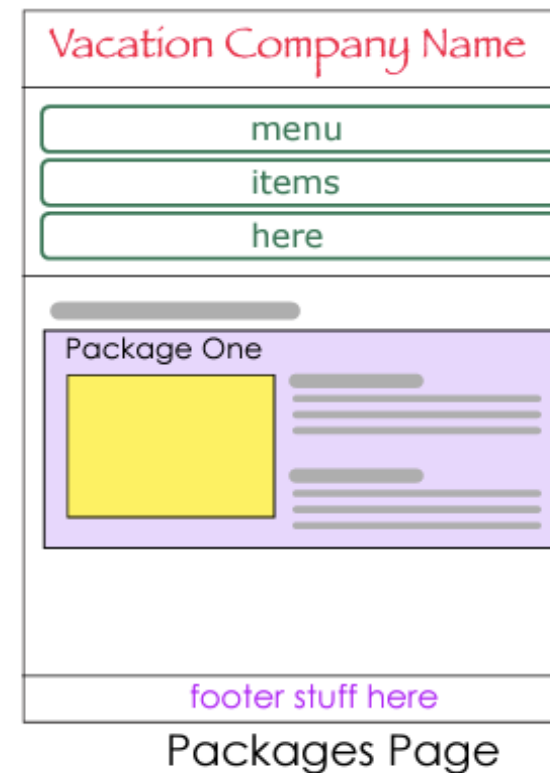 Vacation Company Name
menu
items
here
Package One
footer stuff here
Packages Page